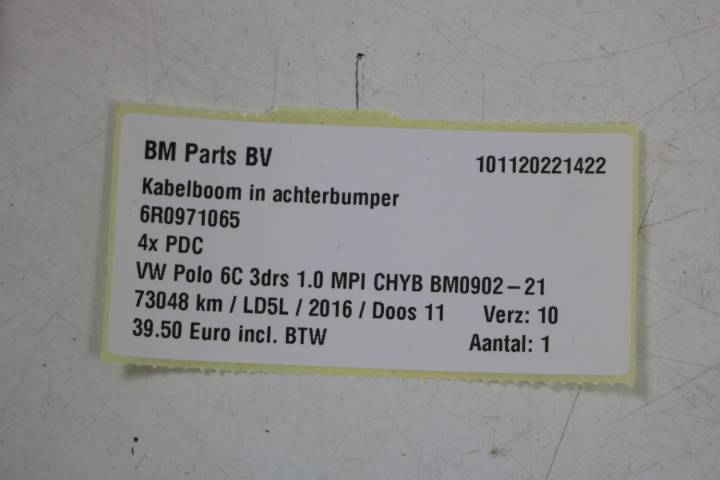 BM Parts BV 101120221422
Kabelboom in achterbumper
6R0971065
4x PDC
VW Polo 6C 3drs 1.0 MPI CHYB BM0902-21
73048 km / LD5L / 2016 / Doos 11 Verz: 10
39.50 Euro incl. BTW Aantal: 1